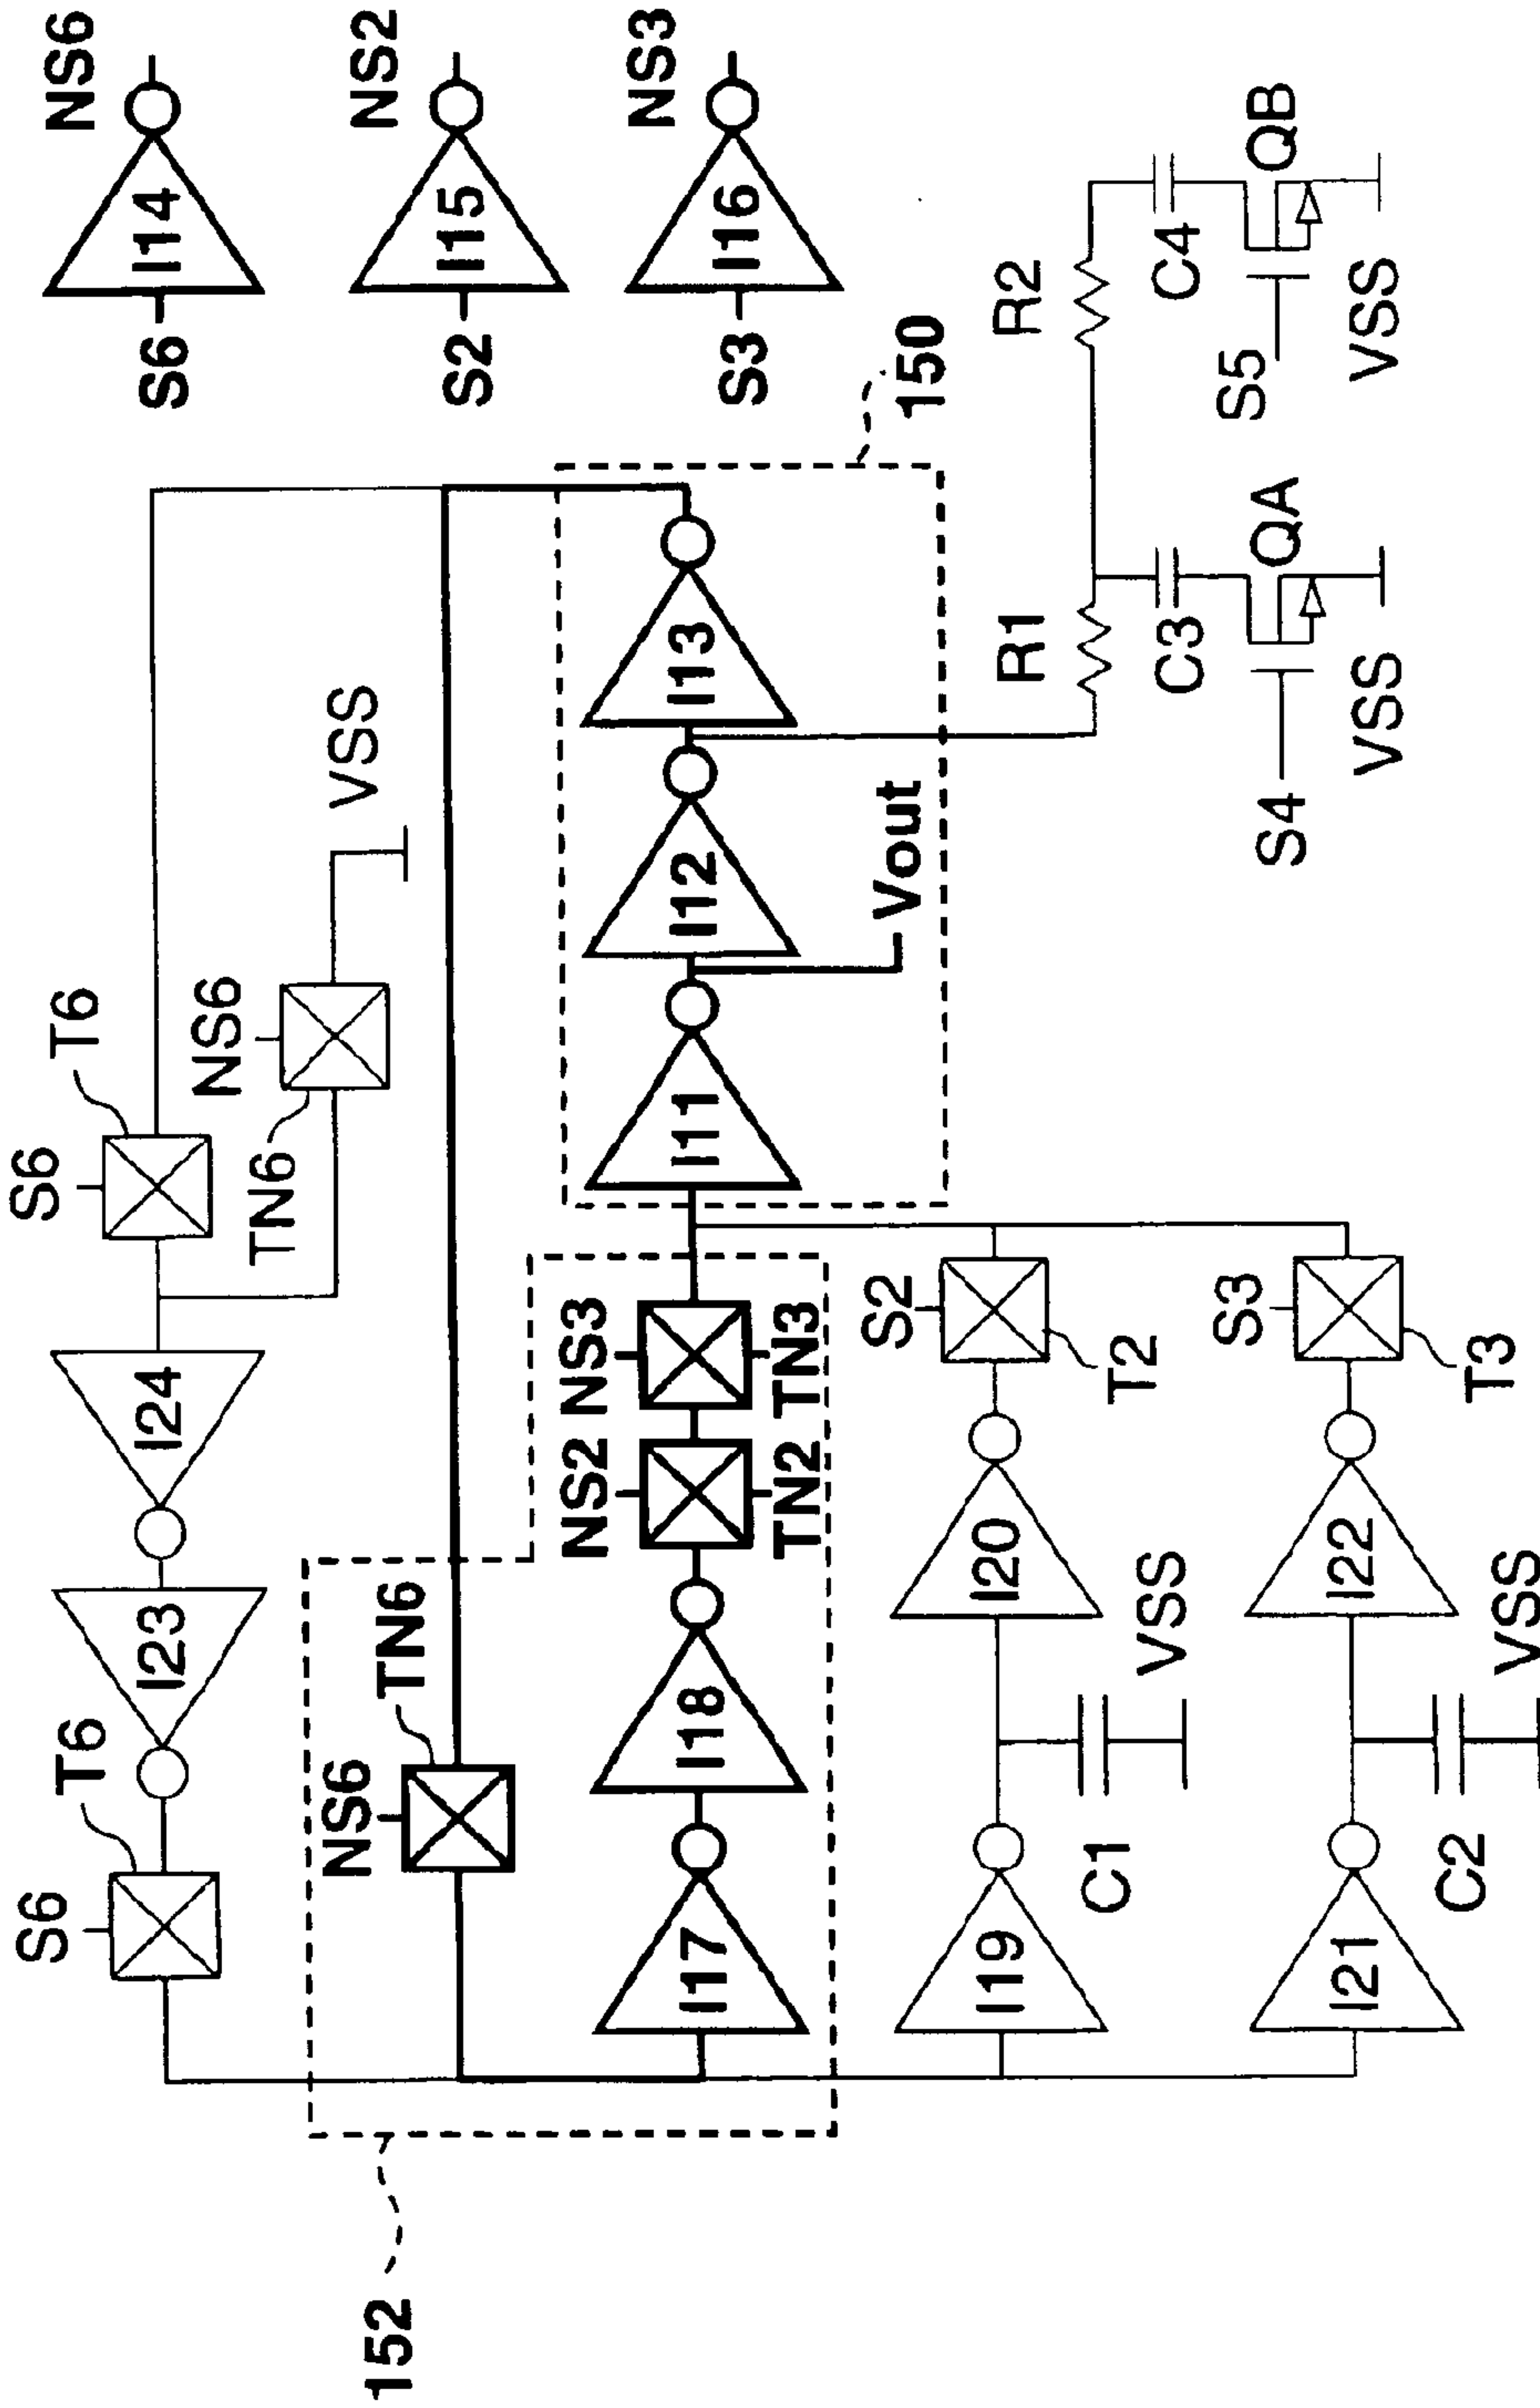 S6
I14
NS6
S2
I15
NS2
S3
I16
NS3
S6
T6
I23
I24
S6
T6
TN6
NS6
VSS
152
NS6
TN6
I17
I18
NS2
NS3
TN2
TN3
150
I11
I12
I13
Vout
I19
C1
VSS
I20
S2
T2
I21
C2
VSS
I22
S3
T3
R1
R2
C3
C4
S4
QA
VSS
S5
QB
VSS